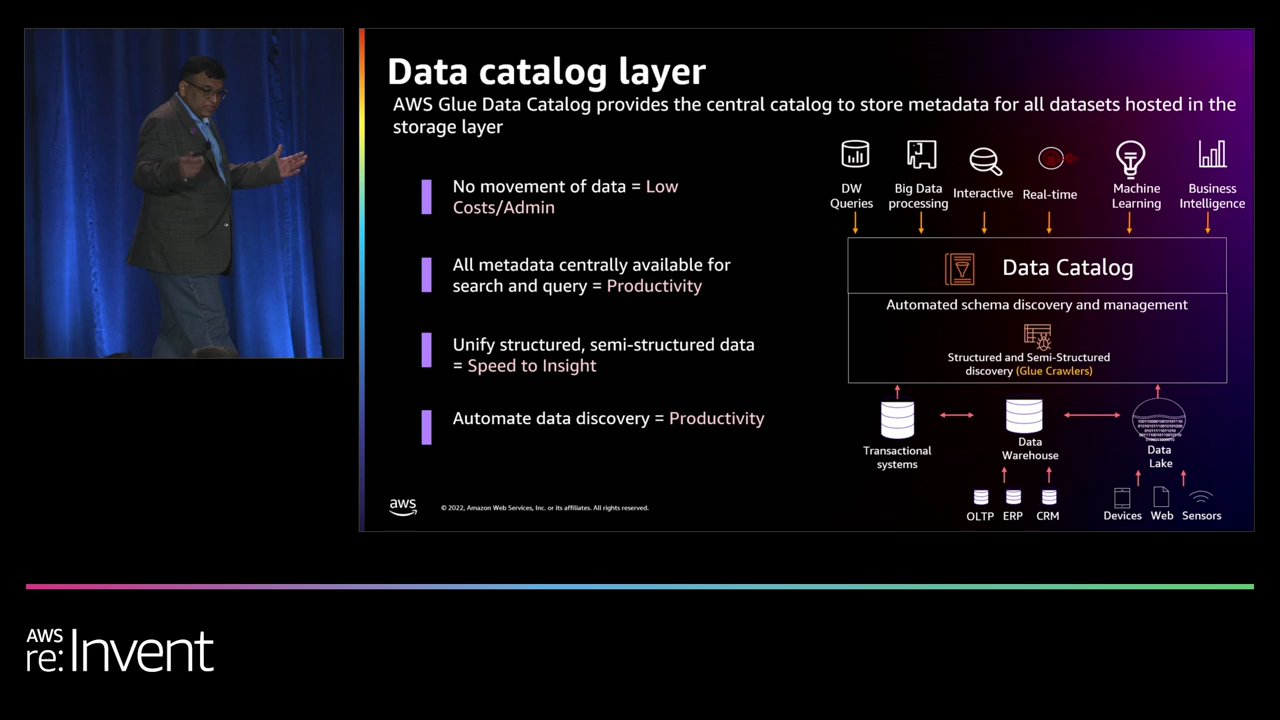 Data catalog layer
AWS Glue Data Catalog provides the central catalog to store metadata for all datasets hosted in the
storage layer
No movement of data = Low
Costs/Admin
All metadata centrally available for
search and query = Productivity
Unify structured, semi-structured data
= Speed to Insight
Automate data discovery = Productivity
DW
Queries
Big Data
processing
Interactive
Real-time
Machine
Learning
Business
Intelligence
Data Catalog
Automated schema discovery and management
Structured and Semi-Structured
discovery (Glue Crawlers)
Transactional
systems
Data
Warehouse
Data
Lake
OLTP
ERP
CRM
Devices
Web
Sensors
aws
© 2022, Amazon Web Services, Inc. or its affiliates. All rights reserved.
AWS
re:Invent